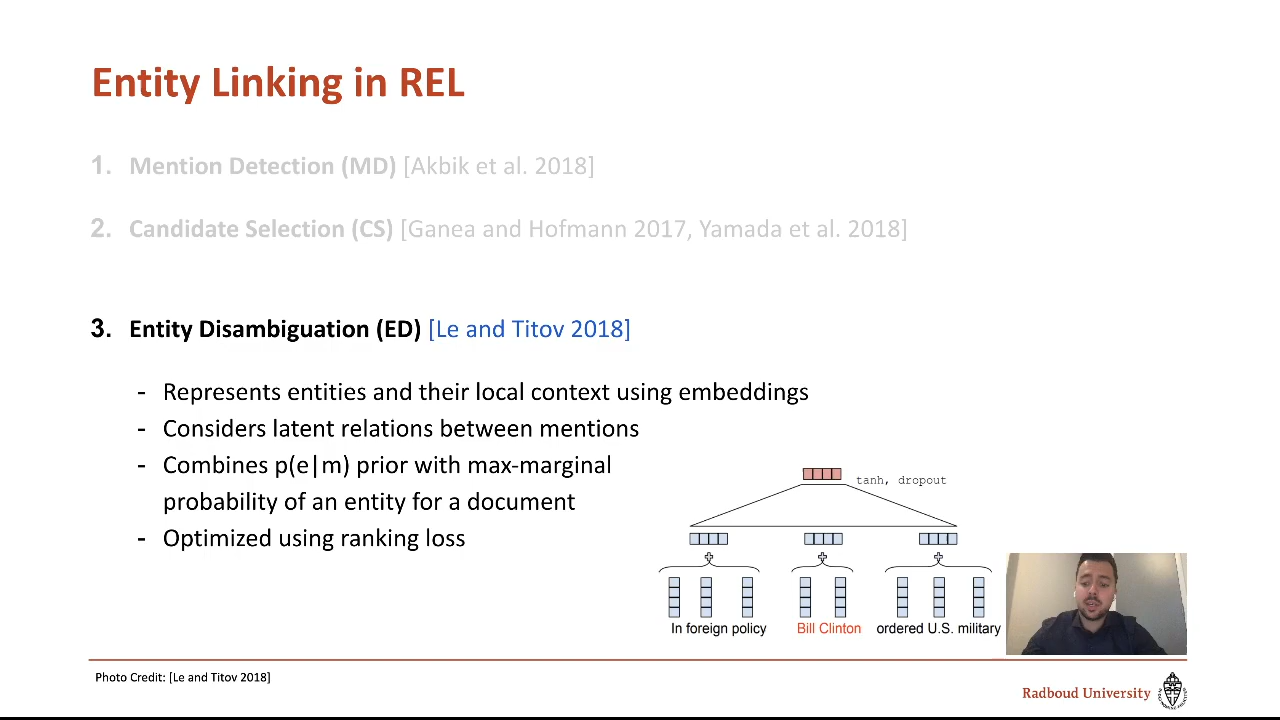 Entity Linking in REL
1. Mention Detection (MD) [Akbik et al. 2018]
2. Candidate Selection (CS) [Ganea and Hofmann 2017, Yamada et al. 2018]
3. Entity Disambiguation (ED) [Le and Titov 2018]
- Represents entities and their local context using embeddings
- Considers latent relations between mentions
- Combines p(e|m) prior with max-marginal
probability of an entity for a document
- Optimized using ranking loss
tanh, dropout
In foreign policy Bill Clinton ordered U.S. military
Photo Credit: [Le and Titov 2018]
Radboud University